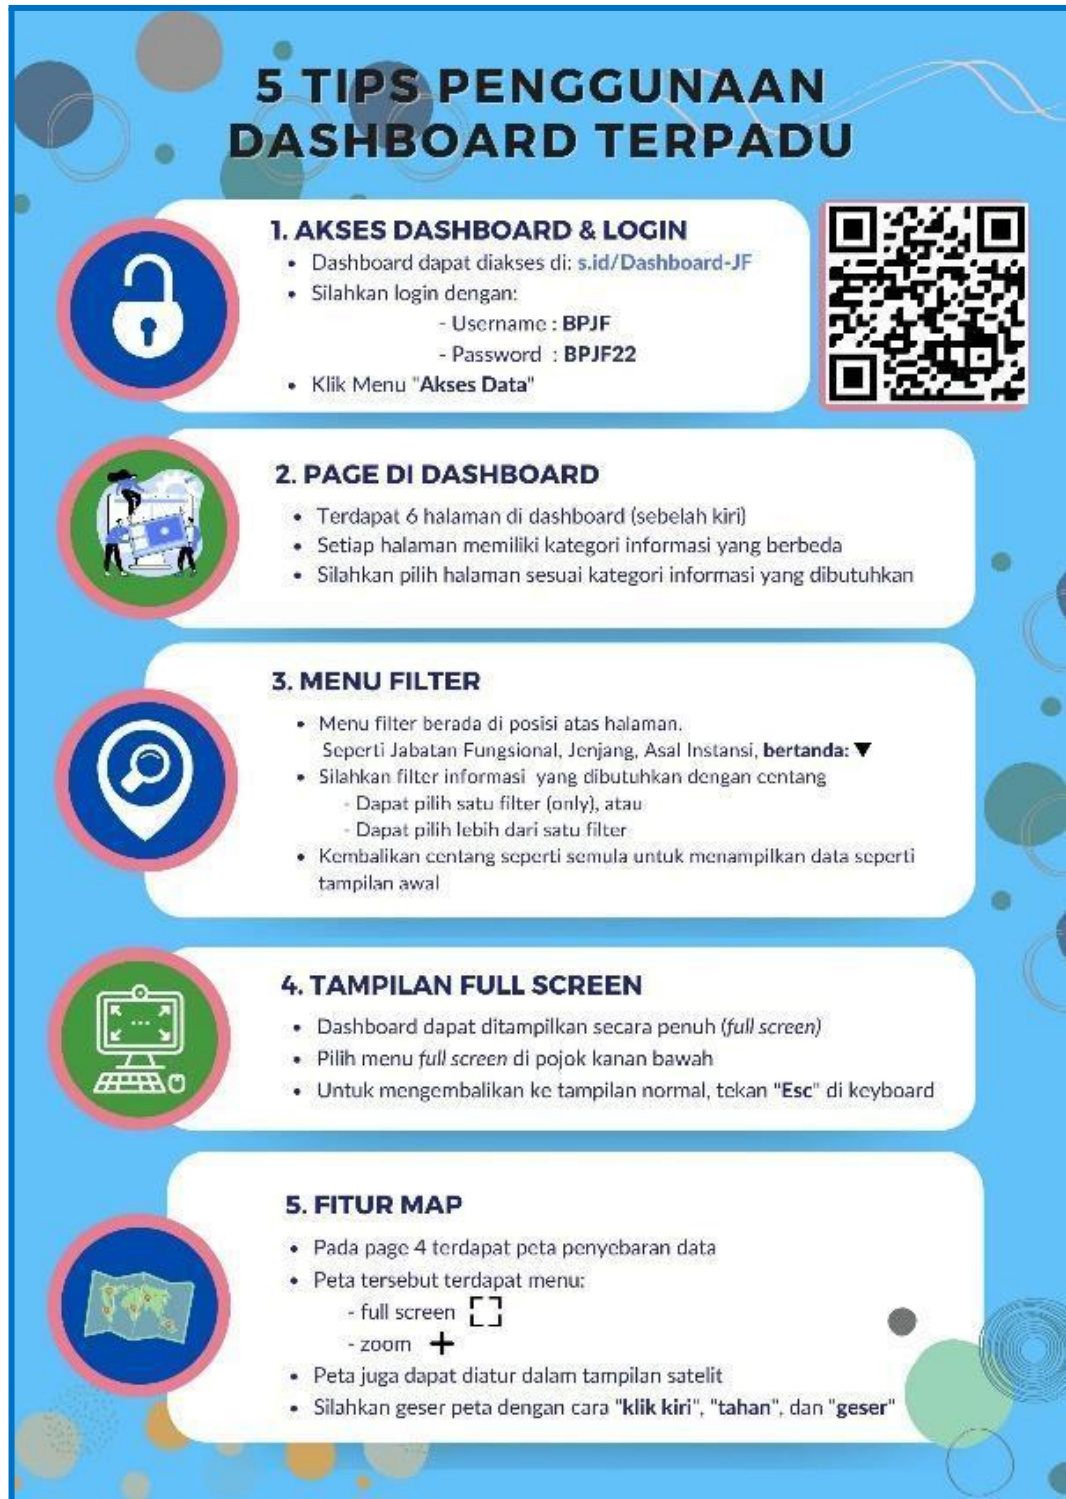 5 TIPS PENGGUNAAN
DASHBOARD TERPADU
1. AKSES DASHBOARD & LOGIN
• Dashboard dapat diakses di: s.id/Dashboard-JF
• Silahkan login dengan:
- Username : BPJF
- Password : BPJF22
• Klik Menu "Akses Data"
2. PAGE DI DASHBOARD
• Terdapat 6 halaman di dashboard (sebelah kiri)
• Setiap halaman memiliki kategori informasi yang berbeda
• Silahkan pilih halaman sesuai kategori informasi yang dibutuhkan
3. MENU FILTER
• Menu filter berada di posisi atas halaman.
Seperti Jabatan Fungsional, Jenjang, Asal Instansi, bertanda: ▼
• Silahkan filter informasi yang dibutuhkan dengan centang
- Dapat pilih satu filter (only), atau
- Dapat pilih lebih dari satu filter
• Kembalikan centang seperti semula untuk menampilkan data seperti
tampilan awal
4. TAMPILAN FULL SCREEN
• Dashboard dapat ditampilkan secara penuh (full screen)
• Pilih menu full screen di pojok kanan bawah
• Untuk mengembalikan ke tampilan normal, tekan "Esc" di keyboard
5. FITUR MAP
• Pada page 4 terdapat peta penyebaran data
• Peta tersebut terdapat menu:
- full screen
- zoom +
• Peta juga dapat diatur dalam tampilan satelit
• Silahkan geser peta dengan cara "klik kiri", "tahan", dan "geser"